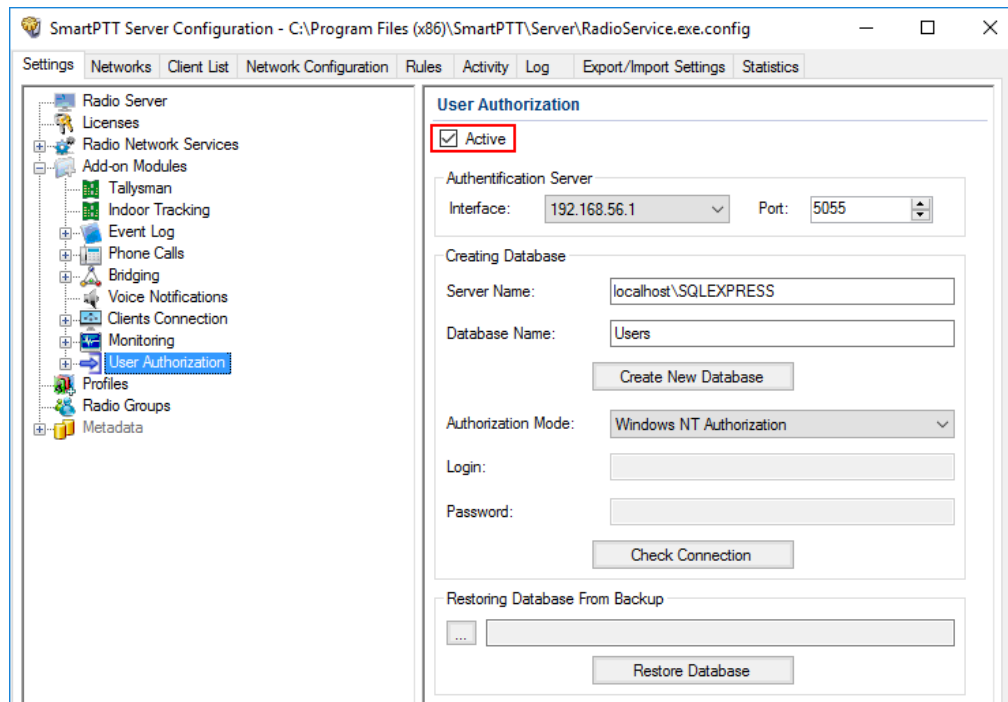 SmartPTT Server Configuration - C:\Program Files (x86)\SmartPTT\Server\RadioService.exe.config
Settings Networks Client List Network Configuration Rules Activity Log Export/Import Settings Statistics
Radio Server
Licenses
Radio Network Services
Add-on Modules
Tallysman
Indoor Tracking
Event Log
Phone Calls
Bridging
Voice Notifications
Clients Connection
Monitoring
User Authorization
Profiles
Radio Groups
Metadata
User Authorization
Active
Authentification Server
Interface: 192.168.56.1 Port: 5055
Creating Database
Server Name: localhost\SQLEXPRESS
Database Name: Users
Create New Database
Authorization Mode: Windows NT Authorization
Login:
Password:
Check Connection
Restoring Database From Backup
...
Restore Database